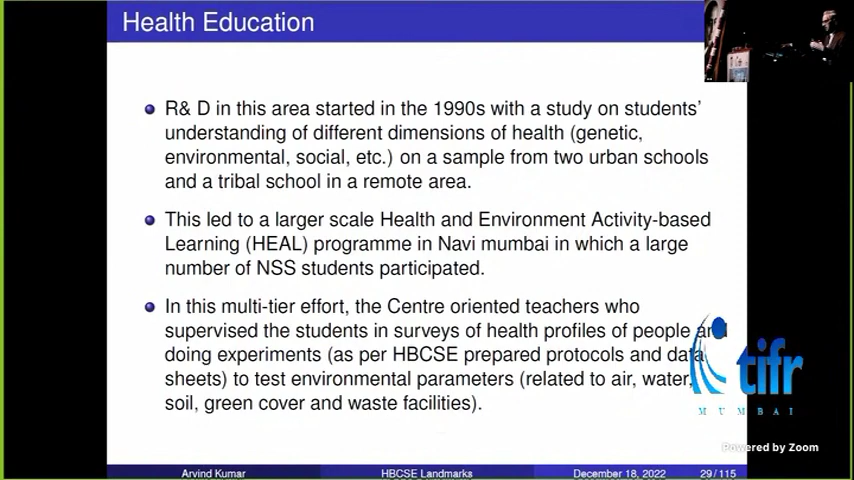 Health Education
R& D in this area started in the 1990s with a study on students'
understanding of different dimensions of health (genetic,
environmental, social, etc.) on a sample from two urban schools
and a tribal school in a remote area.
This led to a larger scale Health and Environment Activity-based
Learning (HEAL) programme in Navi mumbai in which a large
number of NSS students participated.
In this multi-tier effort, the Centre oriented teachers who
supervised the students in surveys of health profiles of people and
doing experiments (as per HBCSE prepared protocols and data
sheets) to test environmental parameters (related to air, water,
soil, green cover and waste facilities).
tifr
MUMBAI
Powered by Zoom
Arvind Kumar HBCSE Landmarks December 18, 2022 29/115